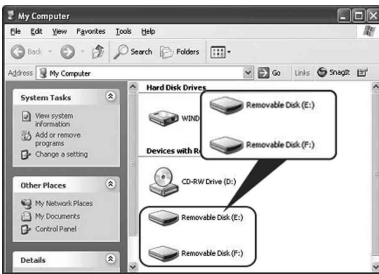 My Computer
File Edit View Favorites Tools Help
Back Search Folders
Address My Computer Go Links SnagIt
System Tasks
View system
information
Add or remove
programs
Change a setting
Other Places
My Network Places
My Documents
Control Panel
Details
Hard Disk Drives
WIND
Devices with R
CD-RW Drive (D:)
Removable Disk (E:)
Removable Disk (F:)
Removable Disk (E:)
Removable Disk (F:)